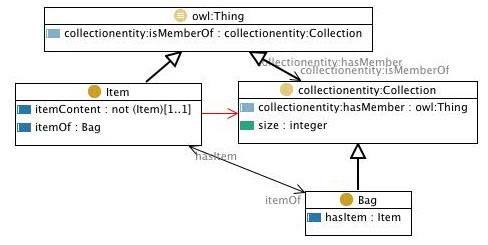 owl:Thing
collectionentity:isMemberOf : collectionentity:Collection
collectionentity:hasMember
collectionentity:isMemberOf
Item
itemContent : not (Item)[1..1]
itemOf : Bag
collectionentity:Collection
collectionentity:hasMember : owl:Thing
size : integer
hasItem
itemOf
Bag
hasItem : Item